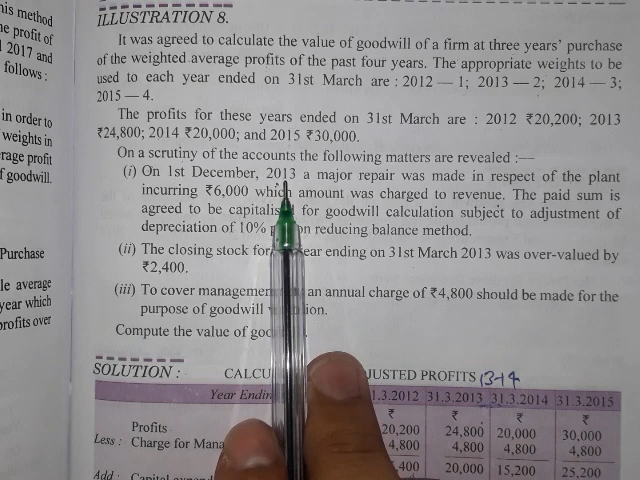 his method
he profit of
2017 and
follows :
in order to
weights in
rage profit
f goodwill.
Purchase
le average
year which
profits over
ILLUSTRATION 8.
It was agreed to calculate the value of goodwill of a firm at three years' purchase
of the weighted average profits of the past four years. The appropriate weights to be
used to each year ended on 31st March are : 2012 — 1; 2013 — 2; 2014 — 3;
2015 — 4.
The profits for these years ended on 31st March are : 2012 ₹20,200; 2013
₹24,800; 2014 ₹20,000; and 2015 ₹30,000.
On a scrutiny of the accounts the following matters are revealed :—
(i) On 1st December, 2013 a major repair was made in respect of the plant
incurring ₹6,000 which amount was charged to revenue. The paid sum is
agreed to be capitalis for goodwill calculation subject to adjustment of
depreciation of 10% on reducing balance method.
(ii) The closing stock for ear ending on 31st March 2013 was over-valued by
₹2,400.
(iii) To cover managemen an annual charge of ₹4,800 should be made for the
purpose of goodwill ion.
Compute the value of goo
SOLUTION : CALCU JUSTED PROFITS 13-14
Year Endin 1.3.2012 31.3.2013 31.3.2014 31.3.2015
₹ ₹ ₹ ₹
Profits 20,200 24,800 20,000 30,000
Less : Charge for Mana 4,800 4,800 4,800 4,800
400 20,000 15,200 25,200
Add : Capital